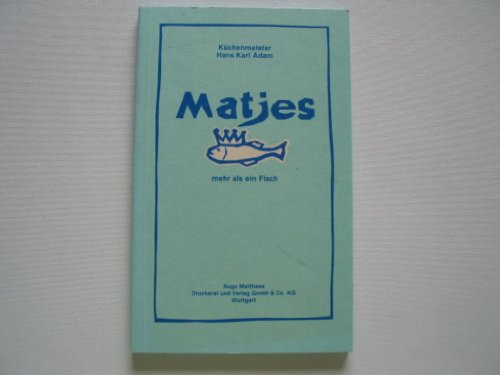 Küchenmeister
Hans Karl Adam
Matjes
mehr als ein Fisch
Hugo Matthaes
Druckerei und Verlag GmbH & Co. KG
Stuttgart